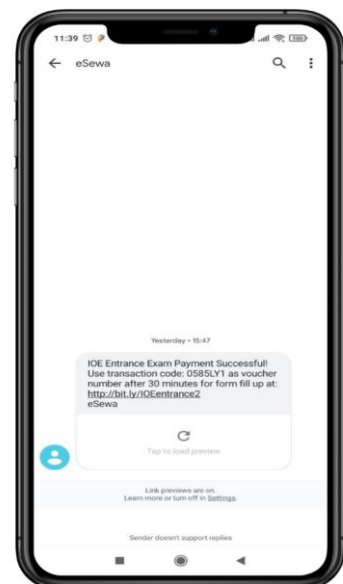 11:39
eSewa
Yesterday • 15:47
IOE Entrance Exam Payment Successful!
Use transaction code: 0585LY1 as voucher
number after 30 minutes for form fill up at:
http://bit.ly/IOEentrance2
eSewa
Tap to load preview
Link previews are on.
Learn more or turn off in Settings.
Sender doesn't support replies